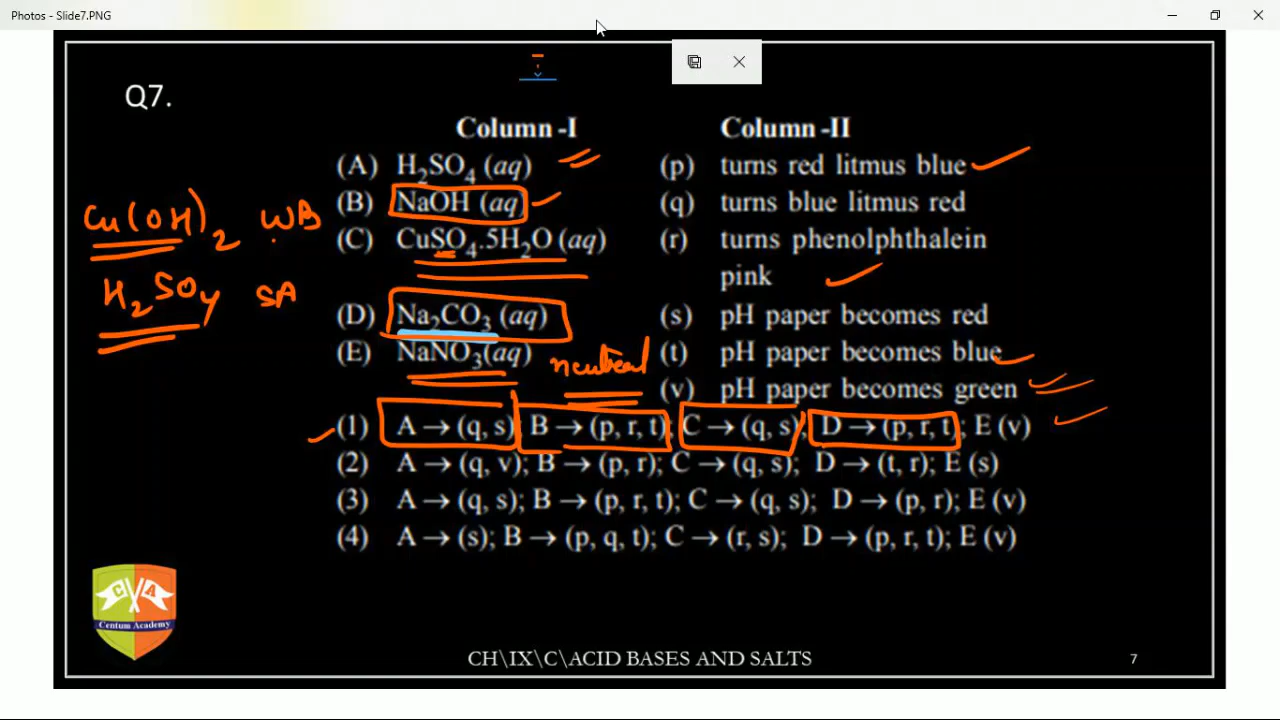 Photos - Slide7.PNG
Q7.
Column -I Column -II
(A) H₂SO₄ (aq) (p) turns red litmus blue
(B) NaOH (aq) (q) turns blue litmus red
(C) CuSO₄.5H₂O (aq) (r) turns phenolphthalein
pink
(D) Na₂CO₃ (aq) (s) pH paper becomes red
(E) NaNO₃(aq) (t) pH paper becomes blue
(v) pH paper becomes green
Cu(OH)₂ WB
H₂SO₄ SA
neutral
(1) A → (q, s) B → (p, r, t); C → (q, s); D → (p, r, t); E (v)
(2) A → (q, v); B → (p, r); C → (q, s); D → (t, r); E (s)
(3) A → (q, s); B → (p, r, t); C → (q, s); D → (p, r); E (v)
(4) A → (s); B → (p, q, t); C → (r, s); D → (p, r, t); E (v)
C A
Centum Academy
CH\IX\C\ACID BASES AND SALTS
7